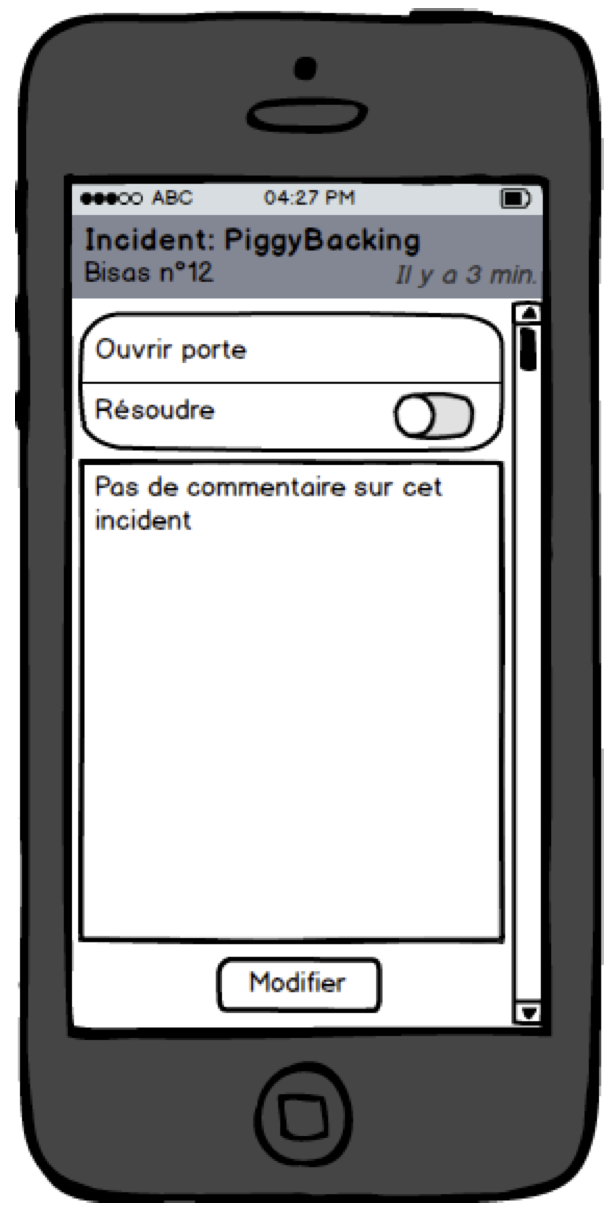 ABC 04:27 PM
Incident: PiggyBacking
Bisas n°12 Il y a 3 min.
Ouvrir porte
Résoudre
Pas de commentaire sur cet
incident
Modifier